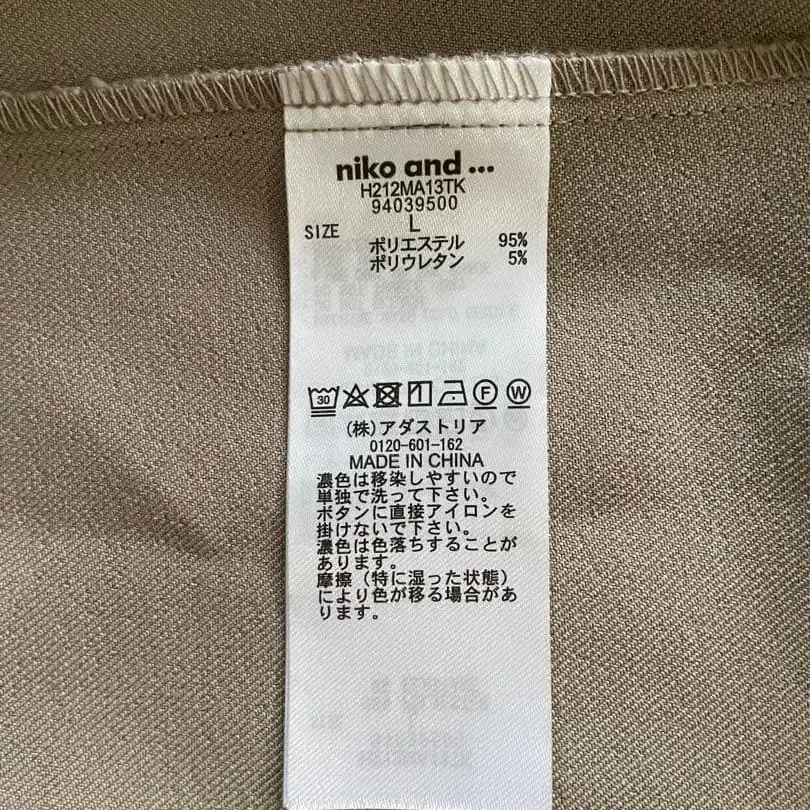 niko and ...
H212MA13TK
94039500
SIZE L
ポリエステル 95%
ポリウレタン 5%
30 F W
(株)アダストリア
0120-601-162
MADE IN CHINA
濃色は移染しやすいので
単独で洗って下さい。
ボタンに直接アイロンを
掛けないで下さい。
濃色は色落ちすることが
あります。
摩擦（特に湿った状態）
により色が移る場合があ
ります。